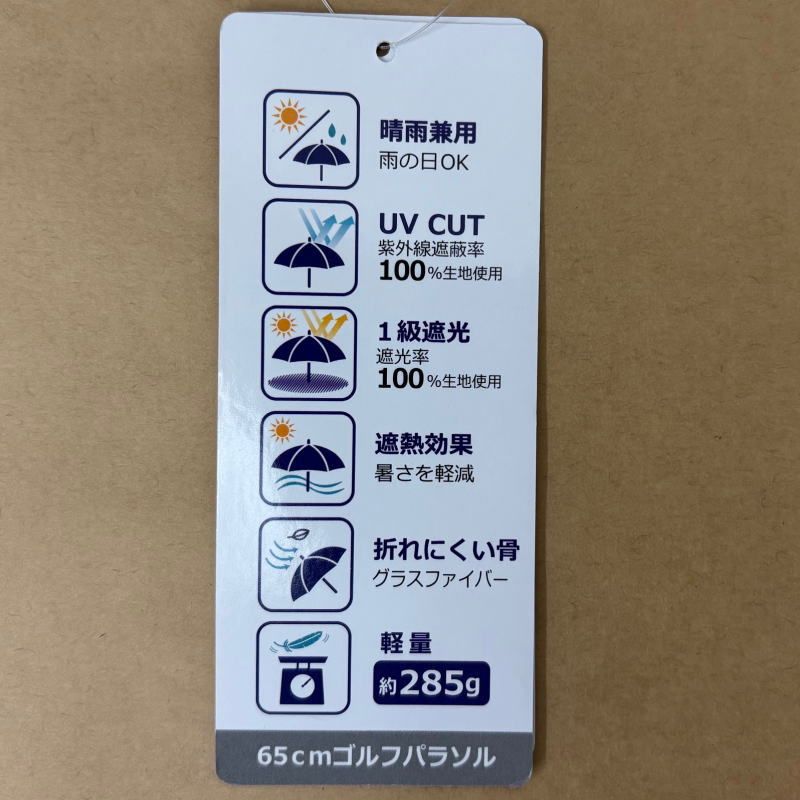 晴雨兼用
雨の日OK
UV CUT
紫外線遮蔽率
100%生地使用
1級遮光
遮光率
100%生地使用
遮熱効果
暑さを軽減
折れにくい骨
グラスファイバー
軽量
約285g
65cmゴルフパラソル